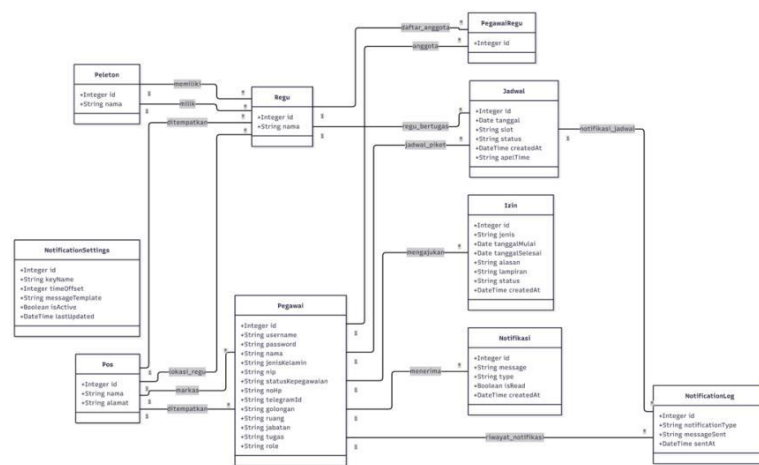 daftar_anggota
PegawaiRegu
+Integer id
anggota
Peleton
+Integer id
+String nama
memiliki
milik
ditempatkan
Regu
+Integer id
+String nama
regu_bertugas
jadwal_piket
Jadwal
+Integer id
+Date tanggal
+String slot
+String status
+DateTime createdAt
+String apelTime
notifikasi_jadwal
Izin
+Integer id
+String jenis
+Date tanggalMulai
+Date tanggalSelesai
+String alasan
+String lampiran
+String status
+DateTime createdAt
mengajukan
NotificationSettings
+Integer id
+String keyName
+Integer timeOffset
+String messageTemplate
+Boolean isActive
+DateTime lastUpdated
Pegawai
+Integer id
+String username
+String password
+String nama
+String jenisKelamin
+String nip
+String statusKepegawaian
+String noHp
+String telegramId
+String golongan
+String ruang
+String jabatan
+String tugas
+String role
Notifikasi
+Integer id
+String message
+String type
+Boolean isRead
+DateTime createdAt
menerima
Pos
+Integer id
+String nama
+String alamat
lokasi_regu
markas
ditempatkan
NotificationLog
+Integer id
+String notificationType
+String messageSent
+DateTime sentAt
riwayat_notifikasi